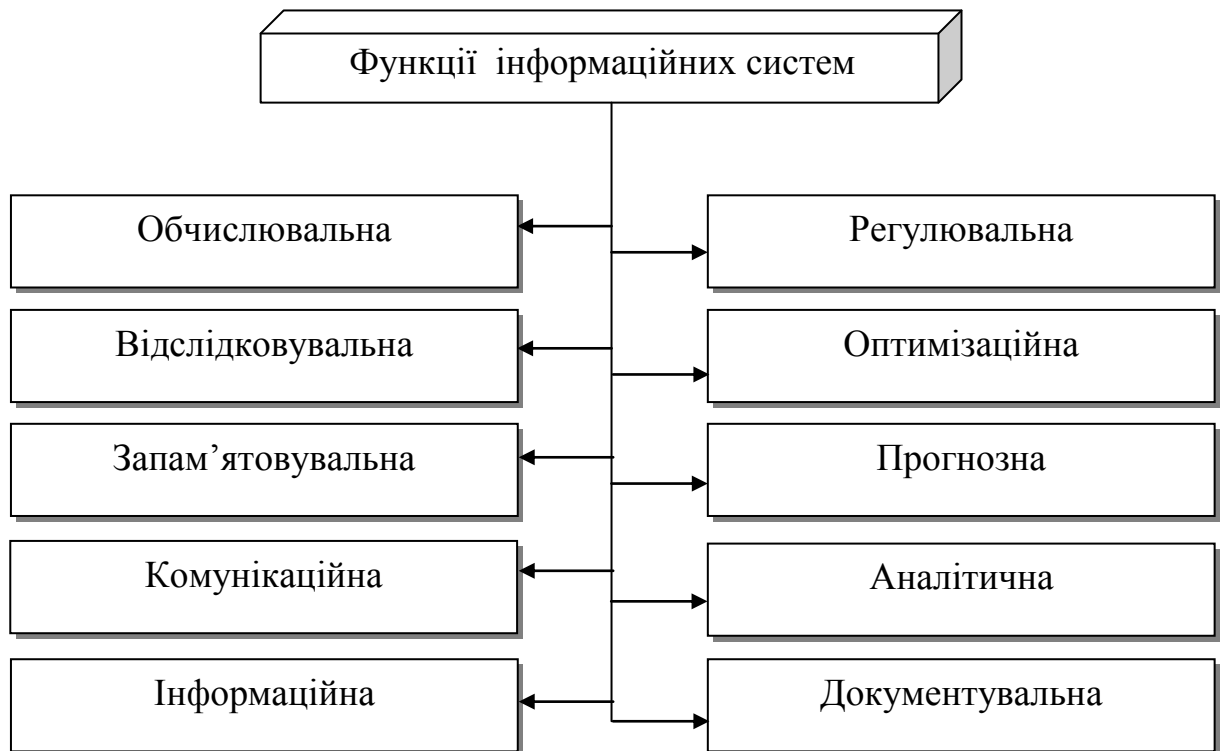 Функції інформаційних систем
Обчислювальна
Регулювальна
Відслідковувальна
Оптимізаційна
Запам’ятовувальна
Прогнозна
Комунікаційна
Аналітична
Інформаційна
Документувальна